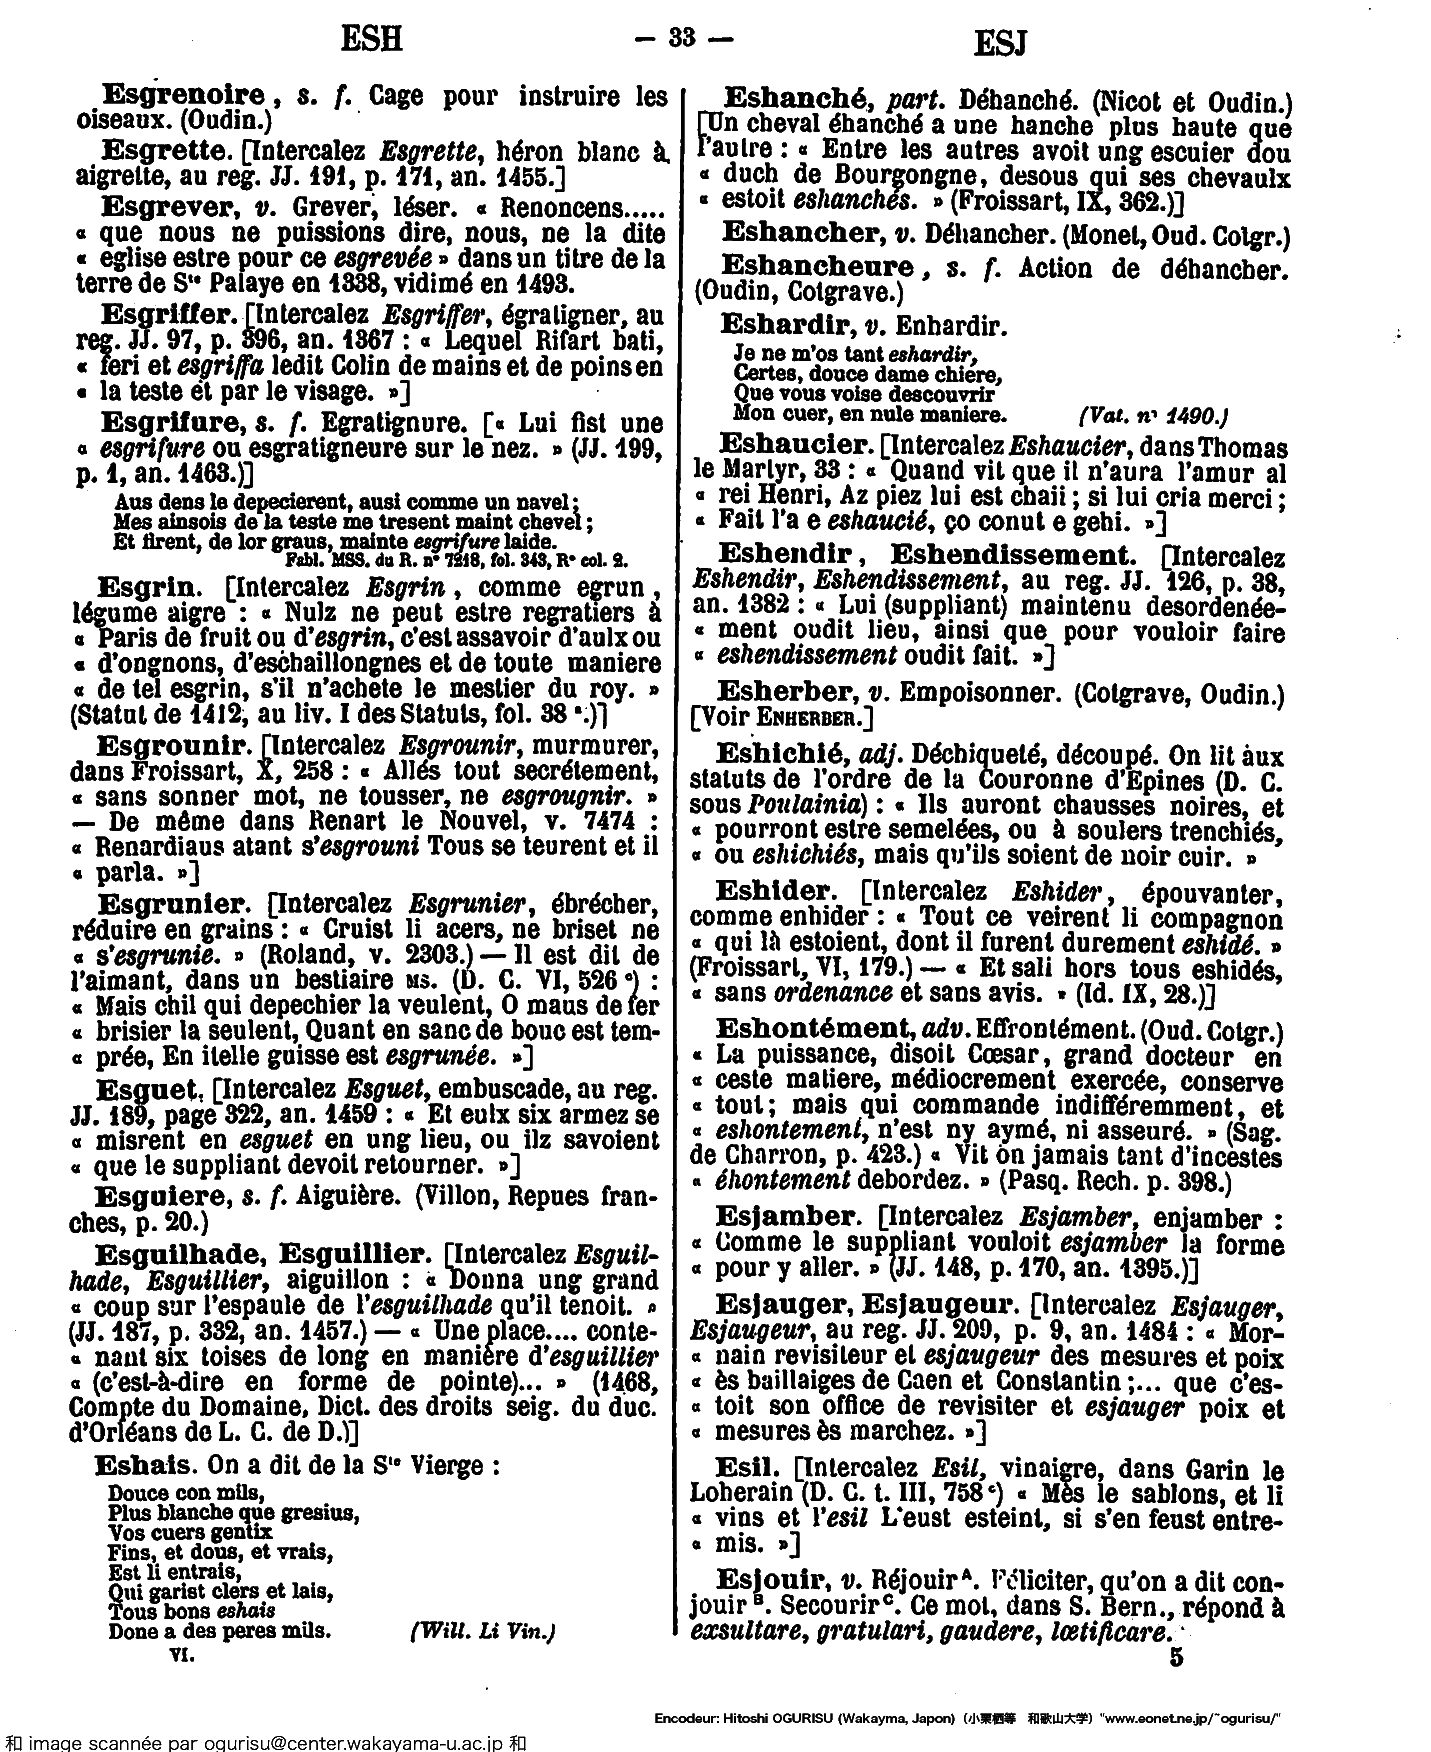 ESH
— 33 —
ESJ
Esgrenoire, s. f. Cage pour instruire les
oiseaux. (Oudin.)
Esgrette. [Intercalez Esgrette, héron blanc à
aigrette, au reg. JJ. 191, p. 171, an. 1455.]
Esgrever, v. Grever, léser. « Renoncens.....
« que nous ne puissions dire, nous, ne la dite
« eglise estre pour ce esgrevée » dans un titre de la
terre de Ste Palaye en 1338, vidimé en 1493.
Esgriffer. [Intercalez Esgriffer, égratigner, au
reg. JJ. 97, p. 396, an. 1367 : « Lequel Rifart bati,
« feri et esgriffa ledit Colin de mains et de poins en
« la teste et par le visage. »]
Esgrifure, s. f. Egratignure. [« Lui fist une
« esgrifure ou esgratigneure sur le nez. » (JJ. 199,
p. 1, an. 1463.)]
Aus dens le depecierent, ausi comme un navel ;
Mes ainsois de la teste me tresent maint chevel ;
Et firent, de lor graus, mainte esgrifure laide.
Fabl. MSS. du R. n° 7218, fol. 343, R° col. 2.
Esgrin. [Intercalez Esgrin, comme egrun,
légume aigre : « Nulz ne peut estre regratiers à
« Paris de fruit ou d'esgrin, c'est assavoir d'aulx ou
« d'ongnons, d'eschaillongnes et de toute maniere
« de tel esgrin, s'il n'achete le mestier du roy. »
(Statut de 1412, au liv. I des Statuts, fol. 38 a.)]
Esgrounir. [Intercalez Esgrounir, murmurer,
dans Froissart, X, 258 : « Allés tout secrétement,
« sans sonner mot, ne tousser, ne esgrougnir. »
— De même dans Renart le Nouvel, v. 7474 :
« Renardiaus atant s'esgrouni Tous se teurent et il
« parla. »]
Esgrunier. [Intercalez Esgrunier, ébrécher,
réduire en grains : « Cruist li acers, ne briset ne
« s'esgrunie. » (Roland, v. 2303.) — Il est dit de
l'aimant, dans un bestiaire MS. (D. C. VI, 526 c) :
« Mais chil qui depechier la veulent, O maus de fer
« brisier la seulent, Quant en sanc de bouc est tem-
« prée, En itelle guisse est esgrunée. »]
Esguet. [Intercalez Esguet, embuscade, au reg.
JJ. 189, page 322, an. 1459 : « Et eulx six armez se
« misrent en esguet en ung lieu, ou ilz savoient
« que le suppliant devoit retourner. »]
Esguiere, s. f. Aiguière. (Villon, Repues fran-
ches, p. 20.)
Esguilhade, Esguillier. [Intercalez Esguil-
hade, Esguillier, aiguillon : « Donna ung grand
« coup sur l'espaule de l'esguilhade qu'il tenoit. »
(JJ. 187, p. 332, an. 1457.) — « Une place.... conte-
« nant six toises de long en manière d'esguillier
« (c'est-à-dire en forme de pointe)... » (1468,
Compte du Domaine, Dict. des droits seig. du duc.
d'Orléans de L. C. de D.)]
Eshais. On a dit de la Ste Vierge :
Douce con mils,
Plus blanche que gresius,
Vos cuers gentix
Fins, et dous, et vrais,
Est li entrais,
Qui garist clers et lais,
Tous bons eshais
Done a des peres mils. (Will. Li Vin.)
VI.
Eshanché, part. Déhanché. (Nicot et Oudin.)
[Un cheval éhanché a une hanche plus haute que
l'autre : « Entre les autres avoit ung escuier dou
« duch de Bourgongne, desous qui ses chevaulx
« estoit eshanchés. » (Froissart, IX, 362.)]
Eshancher, v. Déhancher. (Monet, Oud. Cotgr.)
Eshancheure, s. f. Action de déhancher.
(Oudin, Cotgrave.)
Eshardir, v. Enhardir.
Je ne m'os tant eshardir,
Certes, douce dame chiere,
Que vous voise descouvrir
Mon cuer, en nule maniere. (Vat. n° 1490.)
Eshaucier. [Intercalez Eshaucier, dans Thomas
le Martyr, 33 : « Quand vit que il n'aura l'amur al
« rei Henri, Az piez lui est chaii ; si lui cria merci ;
« Fait l'a e eshaucié, ço conut e gehi. »]
Eshendir, Eshendissement. [Intercalez
Eshendir, Eshendissement, au reg. JJ. 126, p. 38,
an. 1382 : « Lui (suppliant) maintenu desordenée-
« ment oudit lieu, ainsi que pour vouloir faire
« eshendissement oudit fait. »]
Esherber, v. Empoisonner. (Cotgrave, Oudin.)
[Voir ENHERBER.]
Eshichié, adj. Déchiqueté, découpé. On lit aux
statuts de l'ordre de la Couronne d'Epines (D. C.
sous Poulainia) : « Ils auront chausses noires, et
« pourront estre semelées, ou à soulers trenchiés,
« ou eshichiés, mais qu'ils soient de noir cuir. »
Eshider. [Intercalez Eshider, épouvanter,
comme enhider : « Tout ce veirent li compagnon
« qui là estoient, dont il furent durement eshidé. »
(Froissart, VI, 179.) — « Et sali hors tous eshidés,
« sans ordenance et sans avis. » (Id. IX, 28.)]
Eshontément, adv. Effrontément. (Oud. Cotgr.)
« La puissance, disoit Cœsar, grand docteur en
« ceste matiere, médiocrement exercée, conserve
« tout ; mais qui commande indifféremment, et
« eshontement, n'est ny aymé, ni asseuré. » (Sag.
de Charron, p. 423.) « Vit on jamais tant d'incestes
« éhontement debordez. » (Pasq. Rech. p. 398.)
Esjamber. [Intercalez Esjamber, enjamber :
« Comme le suppliant vouloit esjamber la forme
« pour y aller. » (JJ. 148, p. 170, an. 1395.)]
Esjauger, Esjaugeur. [Intercalez Esjauger,
Esjaugeur, au reg. JJ. 209, p. 9, an. 1484 : « Mor-
« nain revisiteur et esjaugeur des mesures et poix
« ès baillaiges de Caen et Constantin ;... que c'es-
« toit son office de revisiter et esjauger poix et
« mesures ès marchez. »]
Esil. [Intercalez Esil, vinaigre, dans Garin le
Loherain (D. C. t. III, 758 c) « Mès le sablons, et li
« vins et l'esil L'eust esteint, si s'en feust entre-
« mis. »]
Esjouir, v. Réjouir A. Féliciter, qu'on a dit con-
jouir B. Secourir C. Ce mot, dans S. Bern., répond à
exsultare, gratulari, gaudere, lœtificare.
5
Encodeur: Hitoshi OGURISU (Wakayma, Japon) (小栗栖等 和歌山大学) "www.eonet.ne.jp/~ogurisu/"
和 image scannée par ogurisu@center.wakayama-u.ac.jp 和